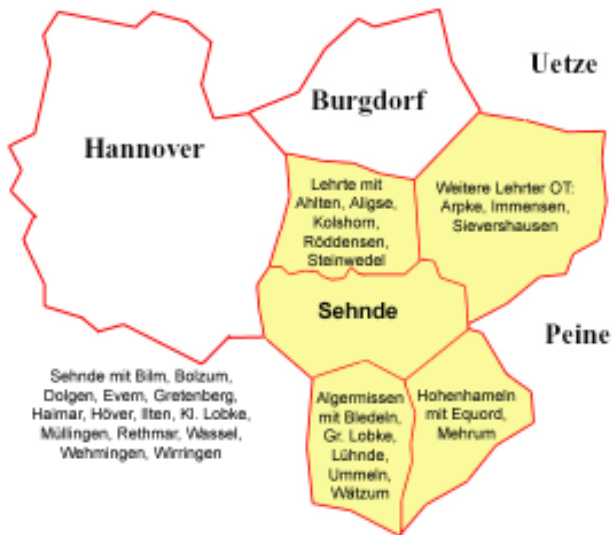 Uetze
Burgdorf
Hannover
Lehrte mit
Ahlten, Aligse,
Kolshorn,
Röddensen,
Steinwedel
Weitere Lehrter OT:
Arpke, Immensen,
Sievershausen
Sehnde
Peine
Sehnde mit Bilm, Bolzum,
Dolgen, Evern, Gretenberg,
Haimar, Höver, Ilten, Kl. Lobke,
Müllingen, Rethmar, Wassel,
Wehmingen, Wirringen
Algermissen
mit Bledeln,
Gr. Lobke,
Lühnde,
Ummeln,
Wätzum
Hohenhameln
mit Equord,
Mehrum